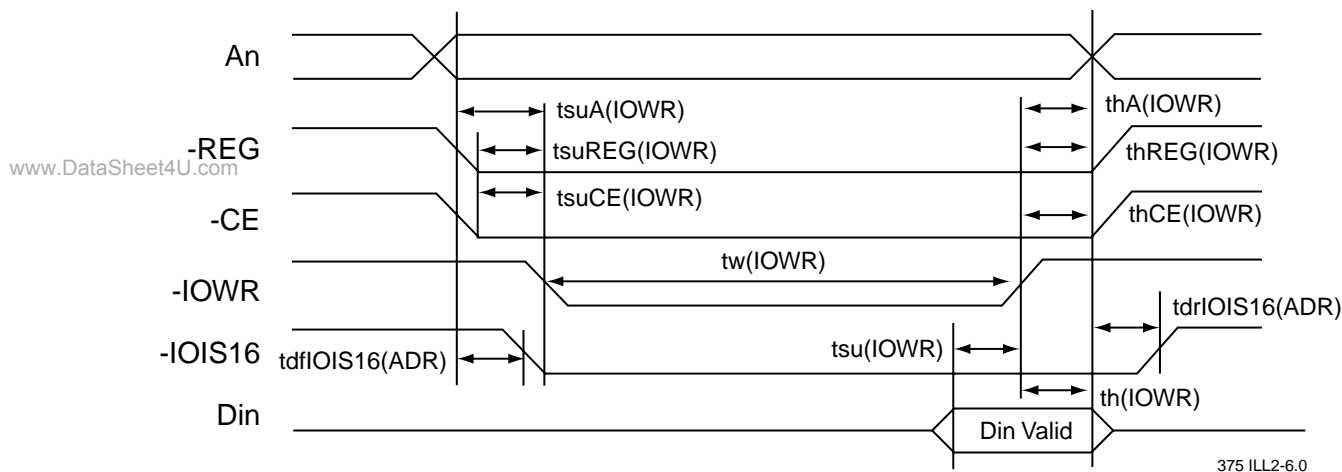 An
tsuA(IOWR)
thA(IOWR)
-REG
tsuREG(IOWR)
thREG(IOWR)
www.DataSheet4U.com
tsuCE(IOWR)
-CE
thCE(IOWR)
tw(IOWR)
-IOWR
tdrIOIS16(ADR)
-IOIS16
tdfIOIS16(ADR)
tsu(IOWR)
th(IOWR)
Din
Din Valid
375 ILL2-6.0